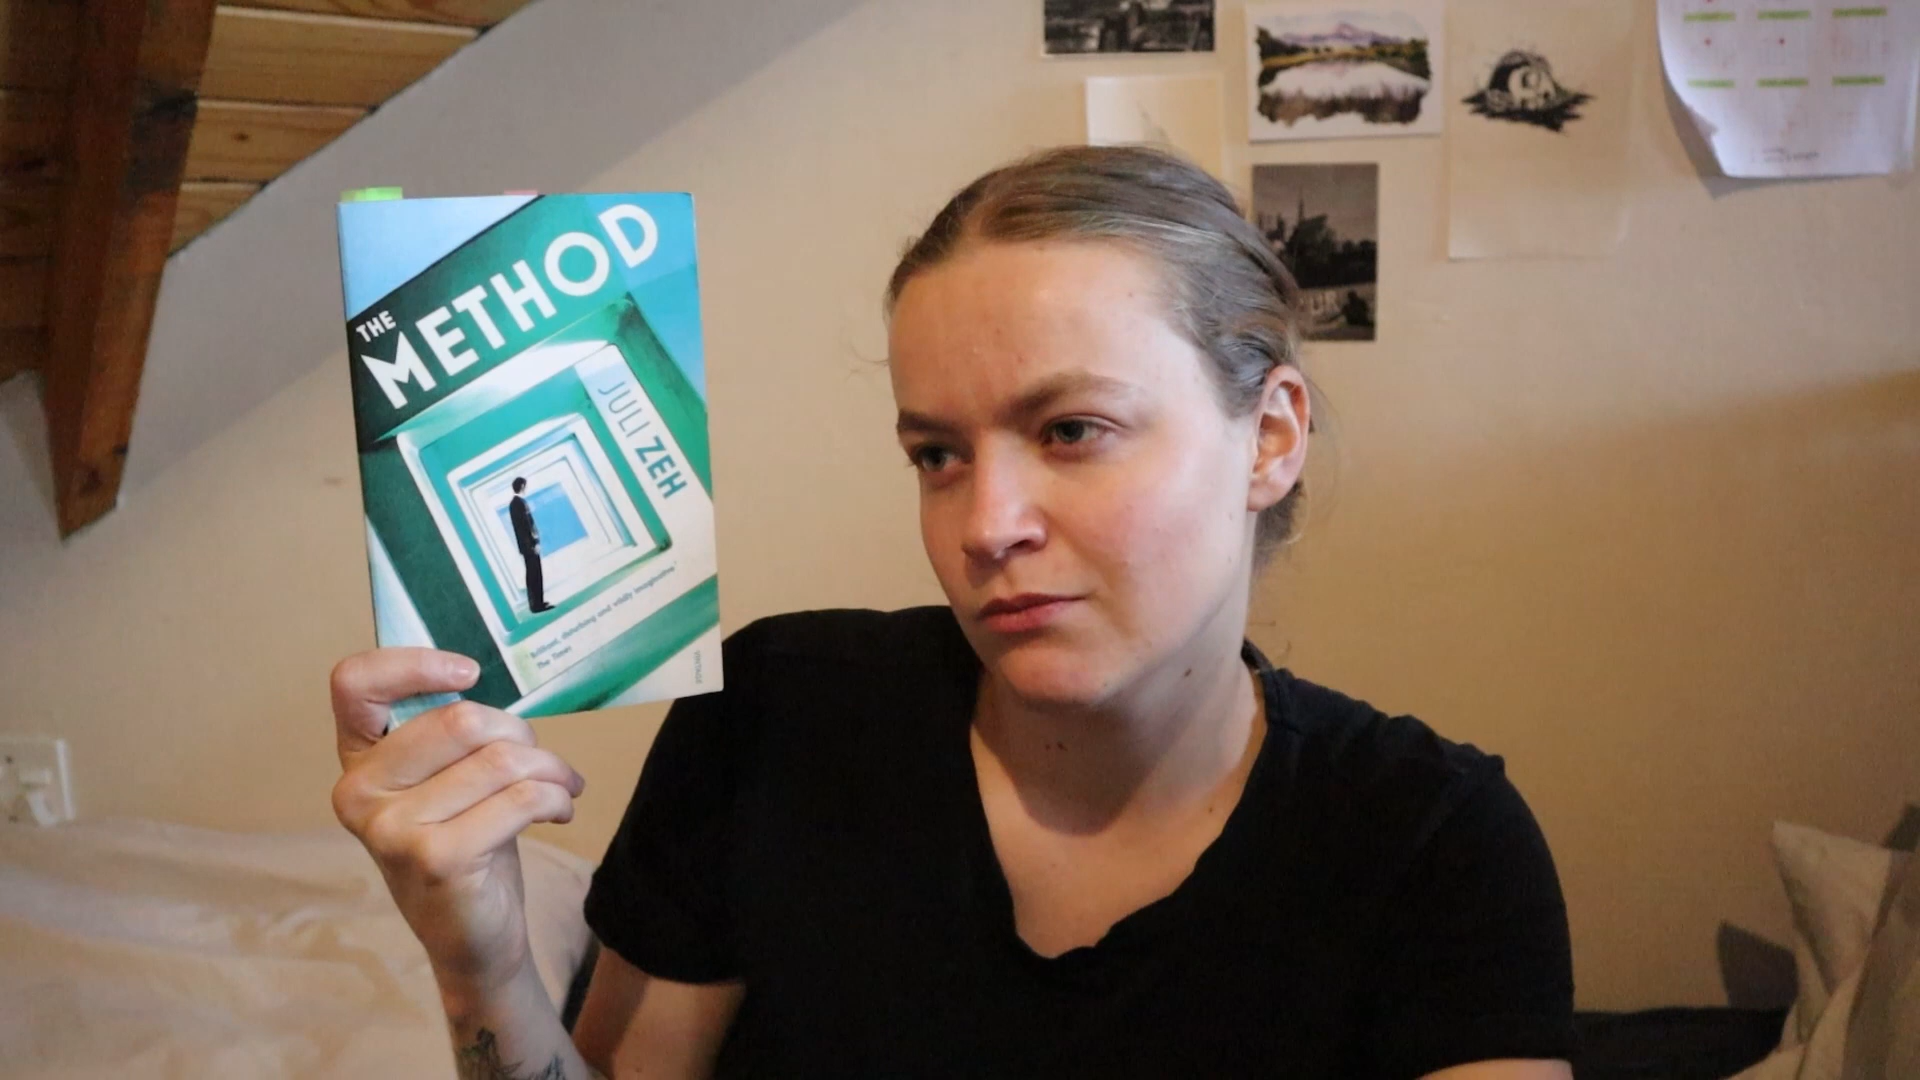 THE
METHOD
JULI ZEH
'Brilliant, disturbing and wildly imaginative'
The Times
VINTAGE